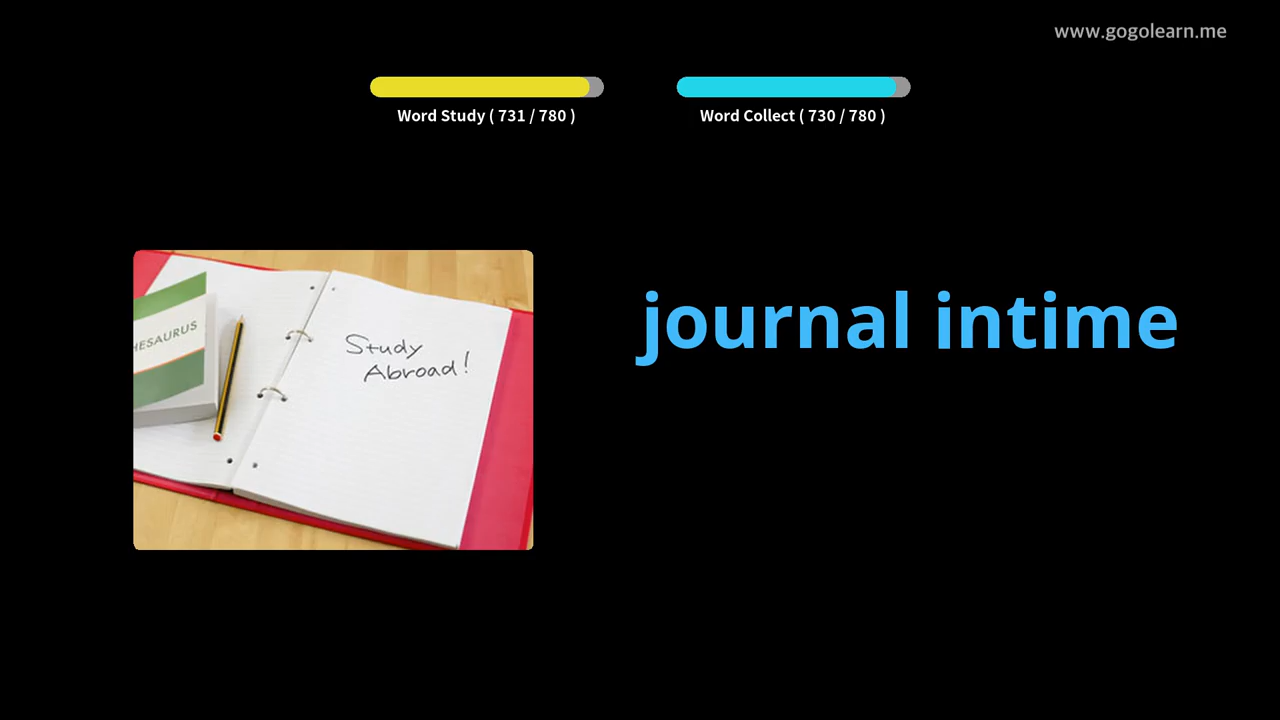 www.gogolearn.me
Word Study ( 731 / 780 )
Word Collect ( 730 / 780 )
HESAURUS
Study
Abroad!
journal intime